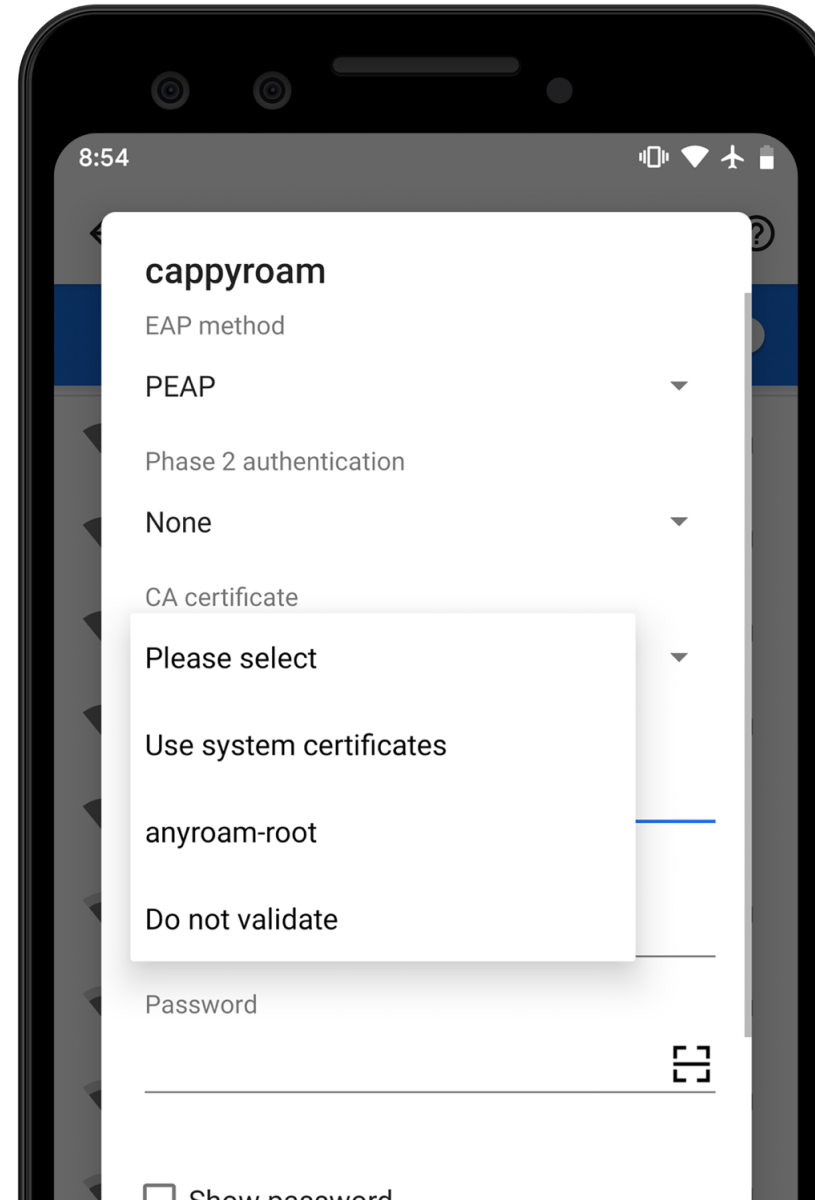 8:54
?
cappyroam
EAP method
PEAP
Phase 2 authentication
None
CA certificate
Please select
Use system certificates
anyroam-root
Do not validate
Password
Show password